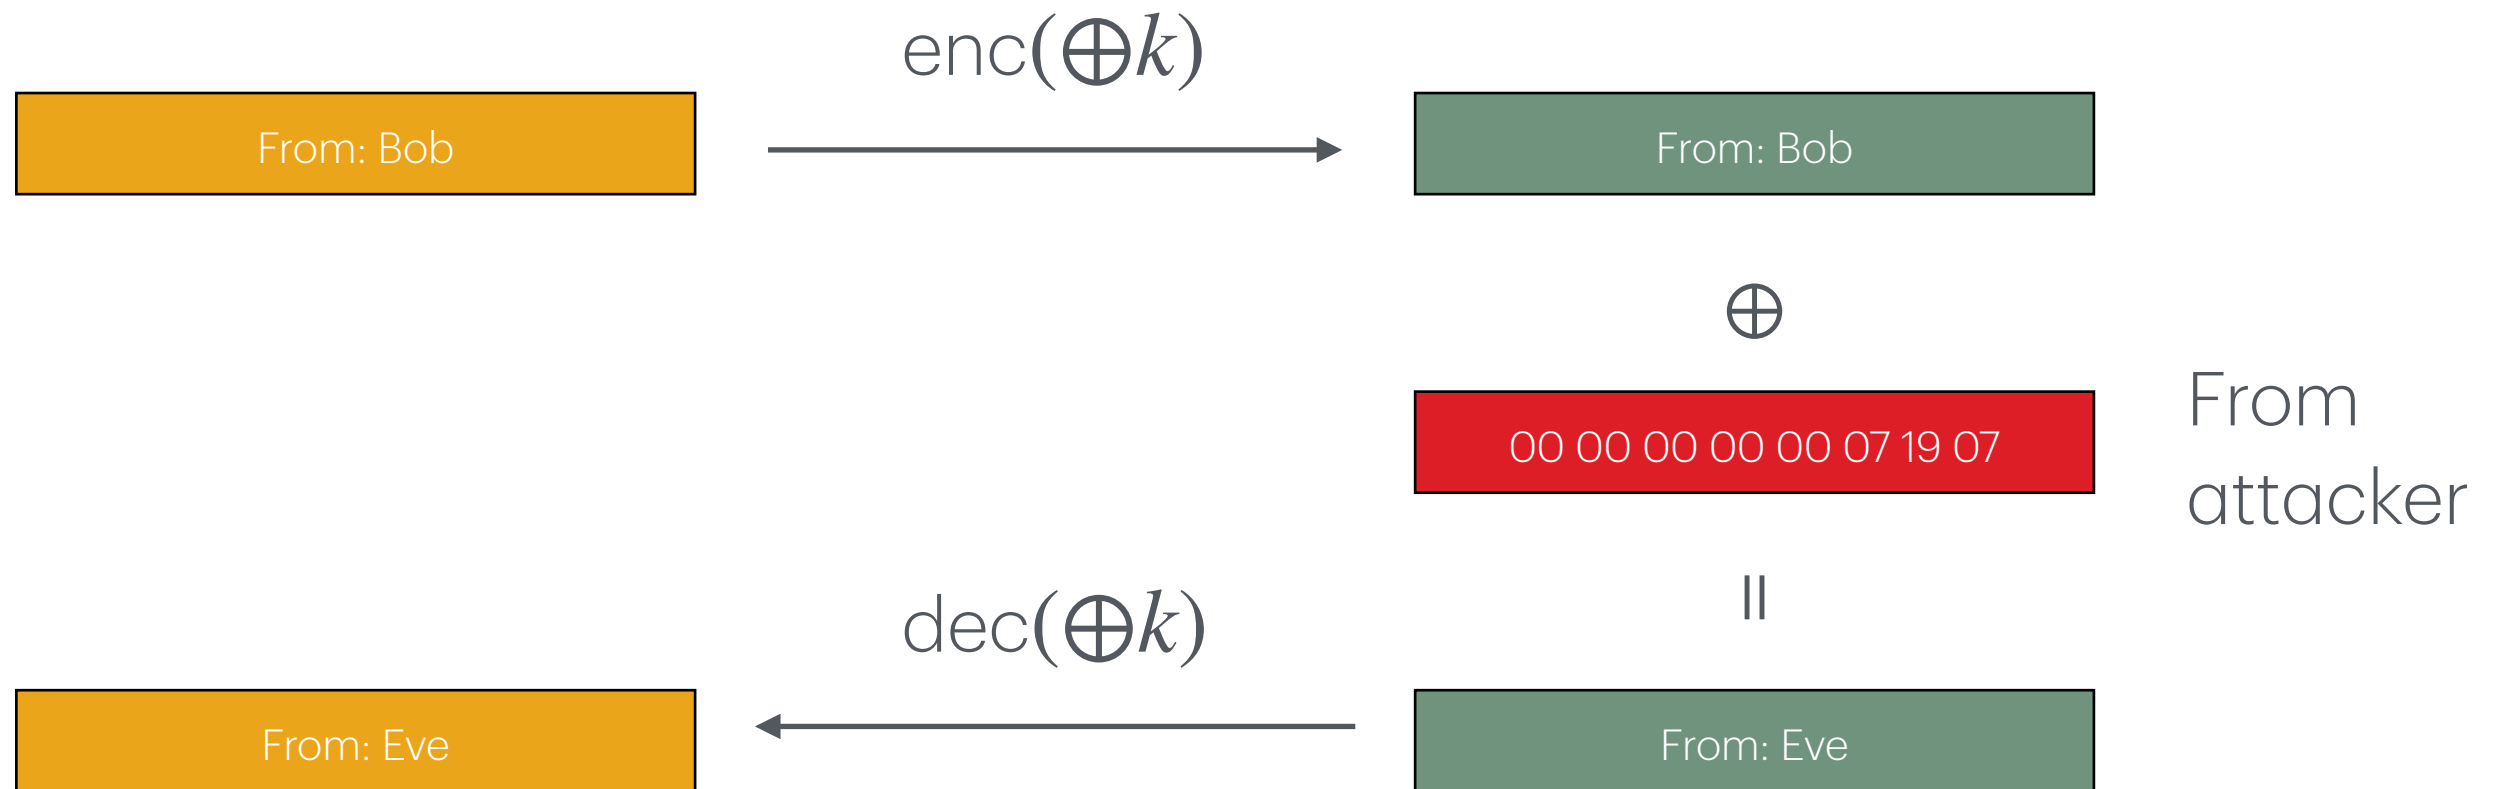 enc(⊕k)
From: Bob
From: Bob
⊕
00 00 00 00 00 07 19 07
From
attacker
=
dec(⊕k)
From: Eve
From: Eve